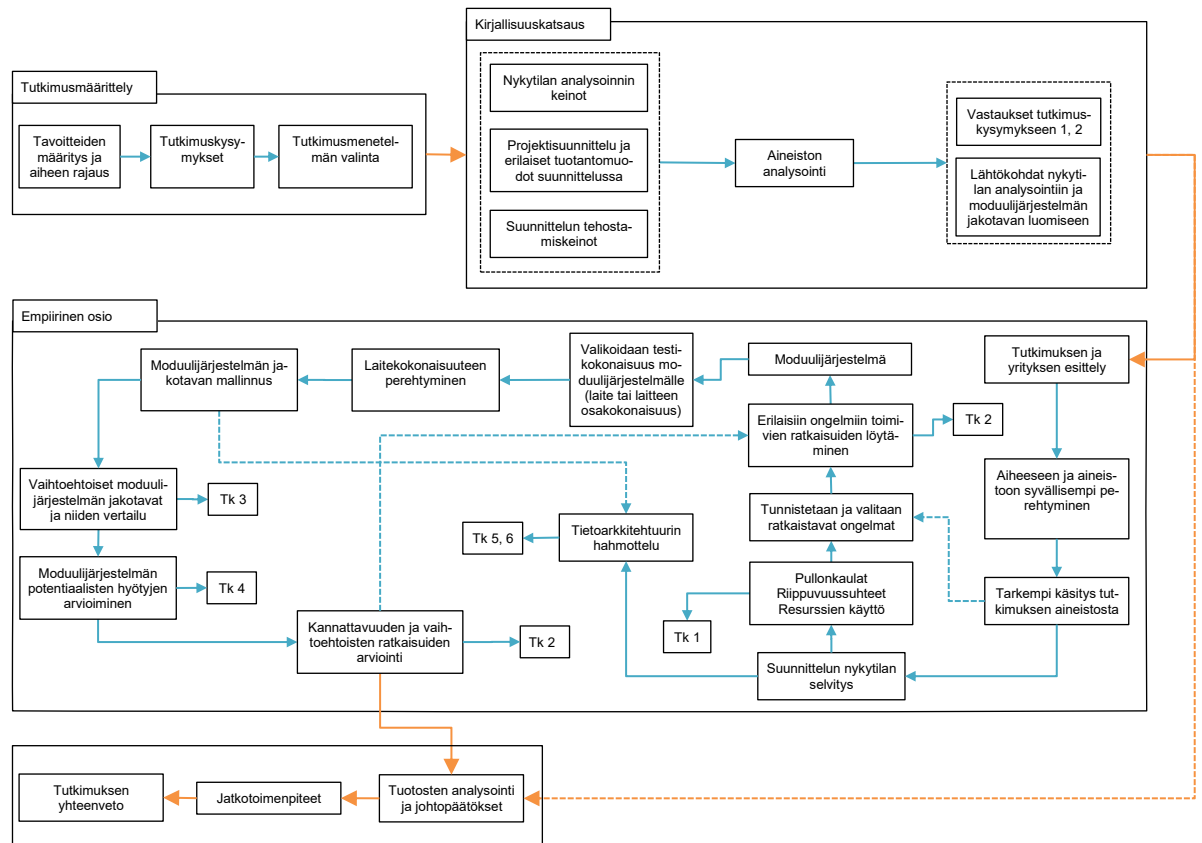 Kirjallisuuskatsaus
Tutkimusmäärittely
Tavoitteiden
määritys ja
aiheen rajaus
Tutkimuskysy-
mykset
Tutkimusmenetel-
män valinta
Nykytilan analysoinnin
keinot
Projektisuunnittelu ja
erilaiset tuotantomuo-
dot suunnittelussa
Suunnittelun tehosta-
miskeinot
Aineiston
analysointi
Vastaukset tutkimus-
kysymykseen 1, 2
Lähtökohdat nykyti-
lan analysointiin ja
moduulijärjestelmän
jakotavan luomiseen
Empiirinen osio
Moduulijärjestelmän ja-
kotavan mallinnus
Laitekokonaisuuteen
perehtyminen
Valikoidaan testi-
kokonaisuus mo-
duulijärjestelmälle
(laite tai laitteen
osakokonaisuus)
Moduulijärjestelmä
Tutkimuksen ja
yrityksen esittely
Erilaisiin ongelmiin toimi-
vien ratkaisuiden löytä-
minen
Tk 2
Vaihtoehtoiset moduuli-
järjestelmän jakotavat
ja niiden vertailu
Tk 3
Aiheeseen ja aineis-
toon syvällisempi pe-
rehtyminen
Tunnistetaan ja valitaan
ratkaistavat ongelmat
Tk 5, 6
Tietoarkkitehtuurin
hahmottelu
Moduulijärjestelmän
potentiaalisten hyötyjen
arvioiminen
Tk 4
Pullonkaulat
Riippuvuussuhteet
Resurssien käyttö
Tarkempi käsitys tut-
kimuksen aineistosta
Kannattavuuden ja vaih-
toehtoisten ratkaisuiden
arviointi
Tk 2
Tk 1
Suunnittelun nykytilan
selvitys
Tutkimuksen
yhteenveto
Jatkotoimenpiteet
Tuotosten analysointi
ja johtopäätökset